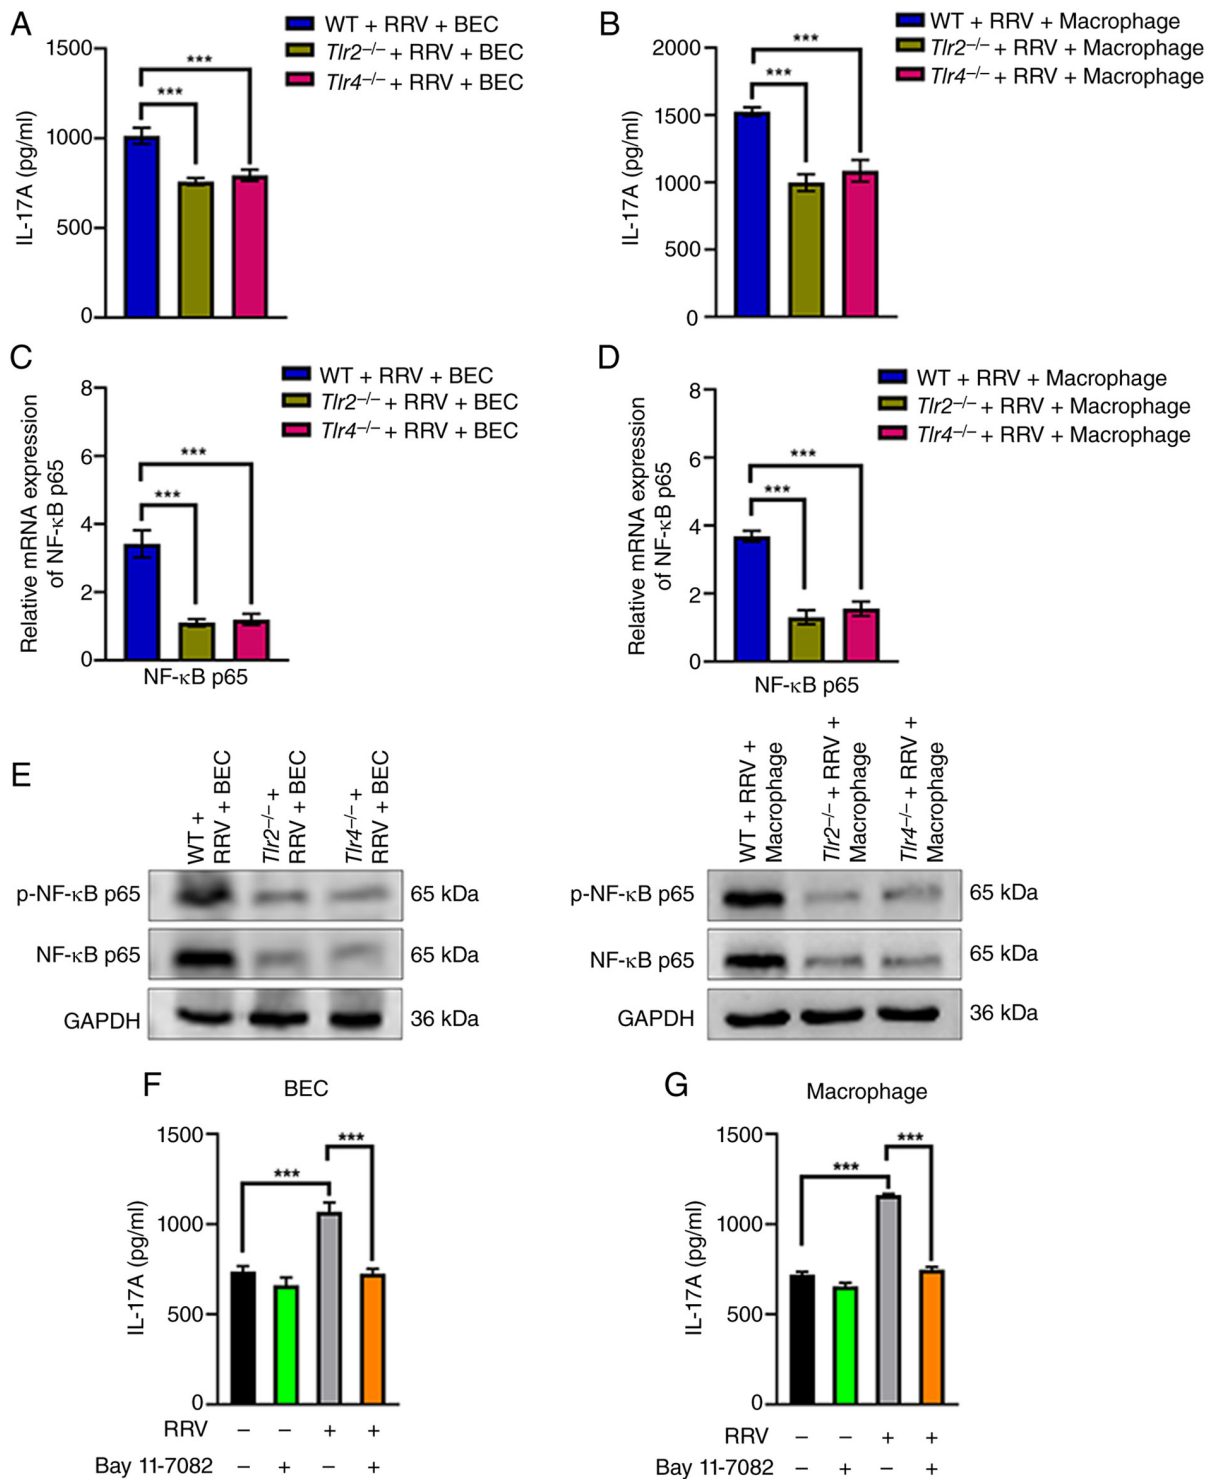 A
WT + RRV + BEC
Tlr2–/– + RRV + BEC
Tlr4–/– + RRV + BEC
IL-17A (pg/ml)
1500
1000
500
0
***
***
B
WT + RRV + Macrophage
Tlr2–/– + RRV + Macrophage
Tlr4–/– + RRV + Macrophage
IL-17A (pg/ml)
2000
1500
1000
500
0
***
***
C
WT + RRV + BEC
Tlr2–/– + RRV + BEC
Tlr4–/– + RRV + BEC
Relative mRNA expression
of NF-κB p65
8
6
4
2
0
***
***
NF-κB p65
D
WT + RRV + Macrophage
Tlr2–/– + RRV + Macrophage
Tlr4–/– + RRV + Macrophage
Relative mRNA expression
of NF-κB p65
8
6
4
2
0
***
***
NF-κB p65
E
WT +
RRV + BEC
Tlr2–/– +
RRV + BEC
Tlr4–/– +
RRV + BEC
p-NF-κB p65
65 kDa
NF-κB p65
65 kDa
GAPDH
36 kDa
WT + RRV +
Macrophage
Tlr2–/– + RRV +
Macrophage
Tlr4–/– + RRV +
Macrophage
p-NF-κB p65
65 kDa
NF-κB p65
65 kDa
GAPDH
36 kDa
F
BEC
IL-17A (pg/ml)
1500
1000
500
0
***
***
RRV – – + +
Bay 11-7082 – + – +
G
Macrophage
IL-17A (pg/ml)
1500
1000
500
0
***
***
RRV – – + +
Bay 11-7082 – + – +